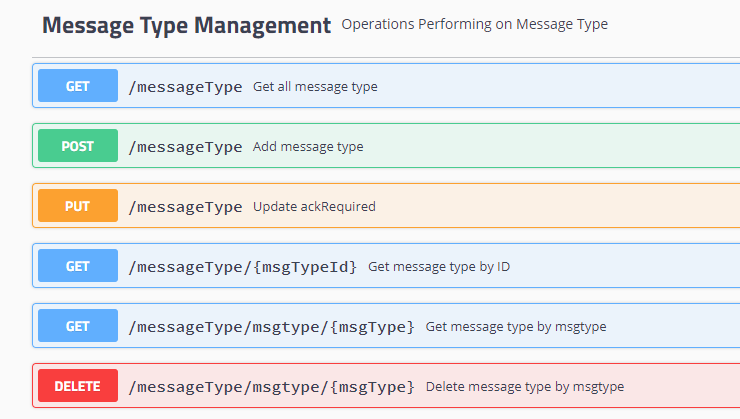 Message Type Management Operations Performing on Message Type
GET /messageType Get all message type
POST /messageType Add message type
PUT /messageType Update ackRequired
GET /messageType/{msgTypeId} Get message type by ID
GET /messageType/msgtype/{msgType} Get message type by msgtype
DELETE /messageType/msgtype/{msgType} Delete message type by msgtype